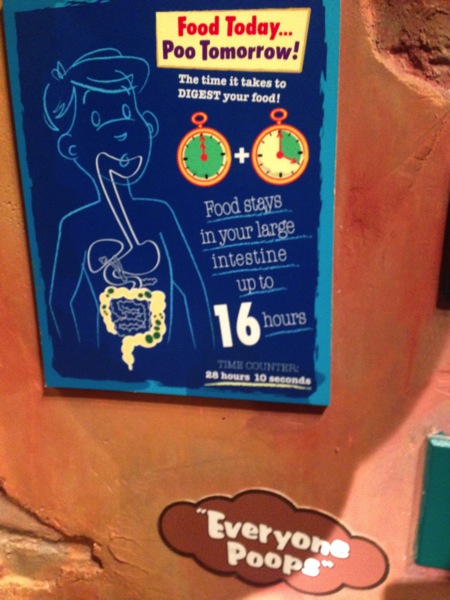 Food Today...
Poo Tomorrow!
The time it takes to
DIGEST your food!
+
Food stays
in your large
intestine
up to
16 hours
TIME COUNTER:
28 hours 10 seconds
"Everyone
Poops"